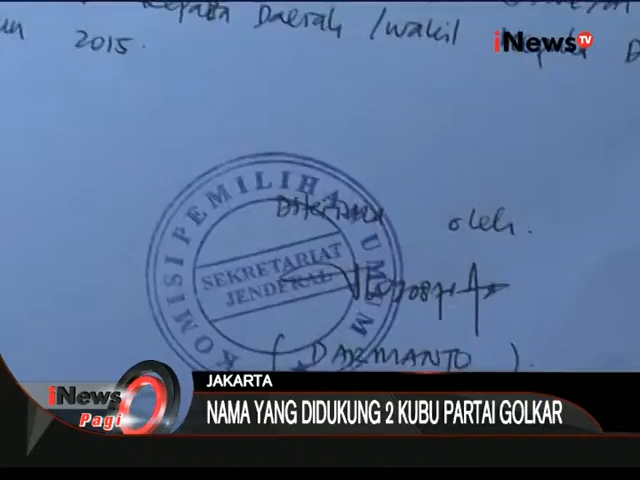 Kepala Daerah / Wakil Kepala D
2015.
iNews TV
KOMISI PEMILIHAN UMUM
SEKRETARIAT
JENDERAL
Diterima oleh.
( DARMANTO ).
iNews
Pagi
JAKARTA
NAMA YANG DIDUKUNG 2 KUBU PARTAI GOLKAR